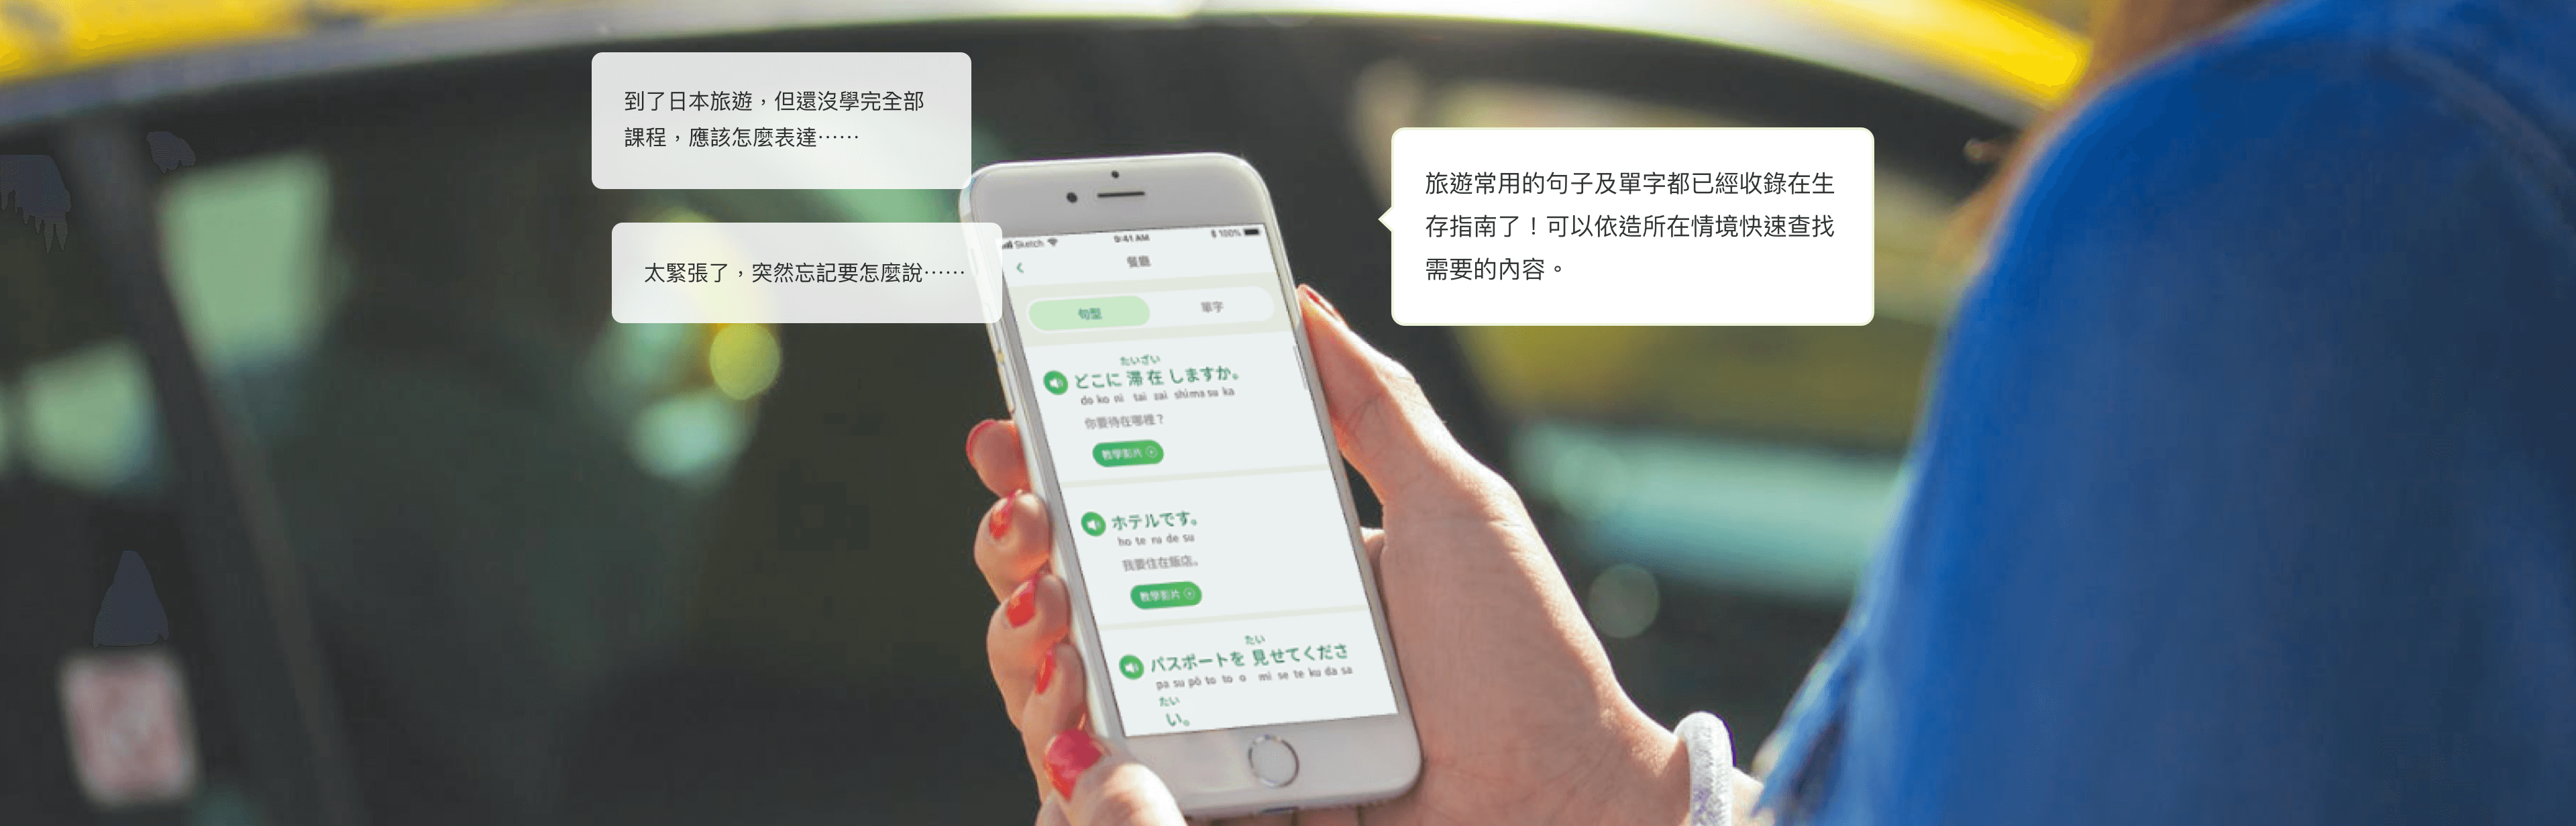 到了日本旅遊，但還沒學完全部
課程，應該怎麼表達⋯⋯
太緊張了，突然忘記要怎麼說⋯⋯
旅遊常用的句子及單字都已經收錄在生
存指南了！可以依造所在情境快速查找
需要的內容。
Sketch 9:41 AM 100%
餐廳
句型 單字
たいざい
どこに 滞在 しますか。
do ko ni tai zai shima su ka
你要待在哪裡？
教學影片
ホテルです。
ho te ru de su
我要住在飯店。
教學影片
たい
パスポートを 見せてくださ
pa su pō to to o mi se te ku da sa
たい
い。